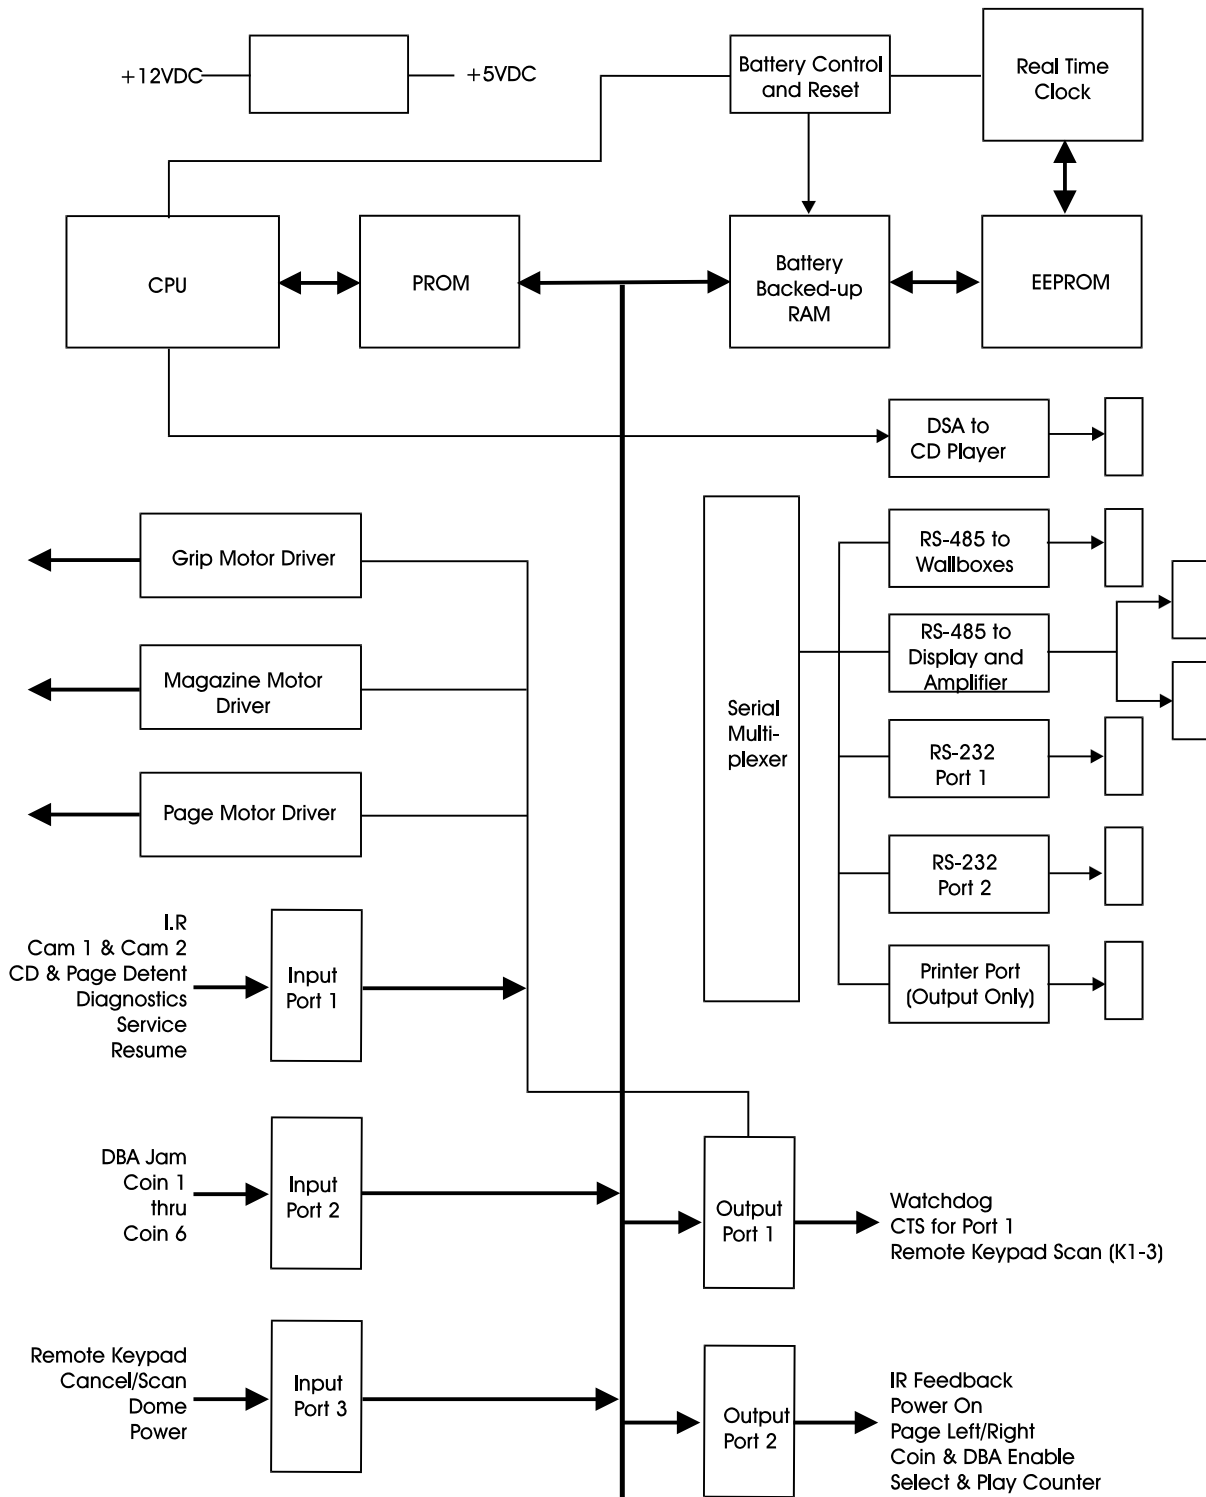 +12VDC
+5VDC
Battery Control
and Reset
Real Time
Clock
CPU
PROM
Battery
Backed-up
RAM
EEPROM
DSA to
CD Player
Grip Motor Driver
RS-485 to
Wallboxes
Magazine Motor
Driver
RS-485 to
Display and
Amplifier
Serial
Multi-
plexer
RS-232
Port 1
Page Motor Driver
RS-232
Port 2
I.R
Cam 1 & Cam 2
CD & Page Detent
Diagnostics
Service
Resume
Input
Port 1
Printer Port
(Output Only)
DBA Jam
Coin 1
thru
Coin 6
Input
Port 2
Output
Port 1
Watchdog
CTS for Port 1
Remote Keypad Scan (K1-3)
Remote Keypad
Cancel/Scan
Dome
Power
Input
Port 3
Output
Port 2
IR Feedback
Power On
Page Left/Right
Coin & DBA Enable
Select & Play Counter